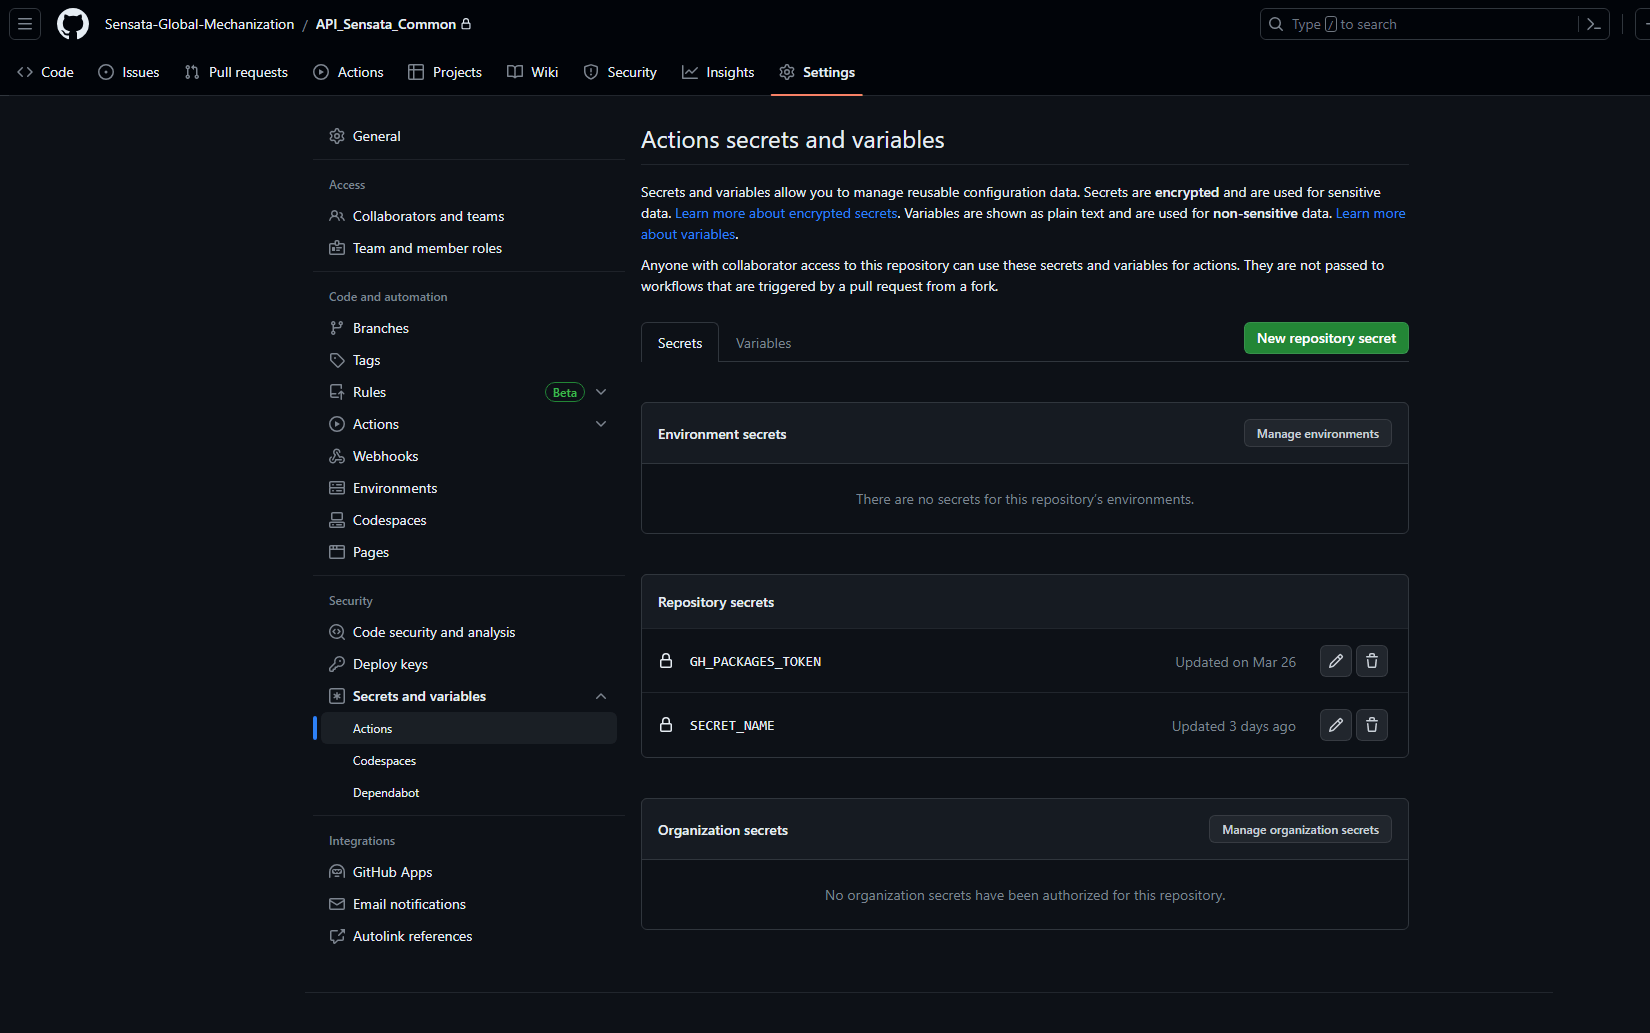 Sensata-Global-Mechanization / API_Sensata_Common
Type / to search
Code Issues Pull requests Actions Projects Wiki Security Insights Settings
General
Access
Collaborators and teams
Team and member roles
Code and automation
Branches
Tags
Rules Beta
Actions
Webhooks
Environments
Codespaces
Pages
Security
Code security and analysis
Deploy keys
Secrets and variables
Actions
Codespaces
Dependabot
Integrations
GitHub Apps
Email notifications
Autolink references
Actions secrets and variables
Secrets and variables allow you to manage reusable configuration data. Secrets are encrypted and are used for sensitive
data. Learn more about encrypted secrets. Variables are shown as plain text and are used for non-sensitive data. Learn more
about variables.
Anyone with collaborator access to this repository can use these secrets and variables for actions. They are not passed to
workflows that are triggered by a pull request from a fork.
Secrets Variables New repository secret
Environment secrets Manage environments
There are no secrets for this repository's environments.
Repository secrets
GH_PACKAGES_TOKEN Updated on Mar 26
SECRET_NAME Updated 3 days ago
Organization secrets Manage organization secrets
No organization secrets have been authorized for this repository.